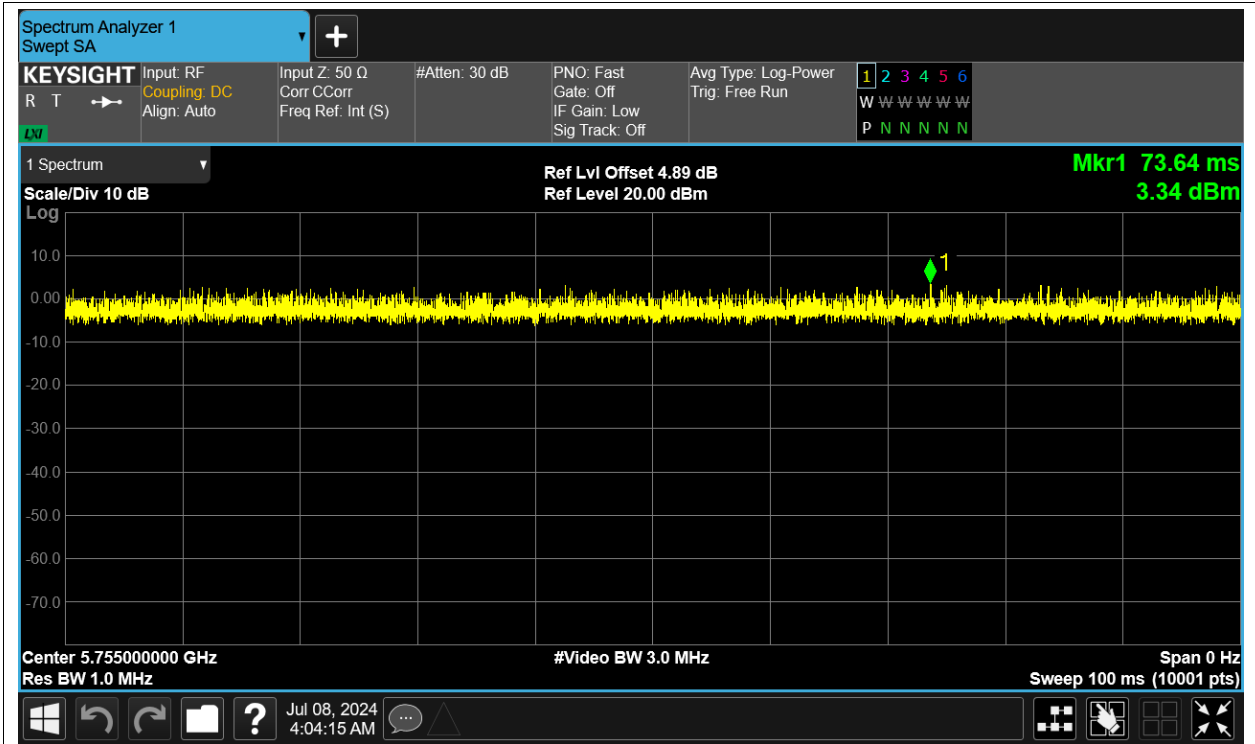 Spectrum Analyzer 1
Swept SA
KEYSIGHT
R T
LXI
Input: RF
Coupling: DC
Align: Auto
Input Z: 50 Ω
Corr CCorr
Freq Ref: Int (S)
#Atten: 30 dB
PNO: Fast
Gate: Off
IF Gain: Low
Sig Track: Off
Avg Type: Log-Power
Trig: Free Run
1 2 3 4 5 6
W W W W W W
P N N N N N
1 Spectrum
Scale/Div 10 dB
Ref Lvl Offset 4.89 dB
Ref Level 20.00 dBm
Mkr1 73.64 ms
3.34 dBm
Log
10.0
1
0.00
-10.0
-20.0
-30.0
-40.0
-50.0
-60.0
-70.0
Center 5.755000000 GHz
Res BW 1.0 MHz
#Video BW 3.0 MHz
Span 0 Hz
Sweep 100 ms (10001 pts)
?
Jul 08, 2024
4:04:15 AM